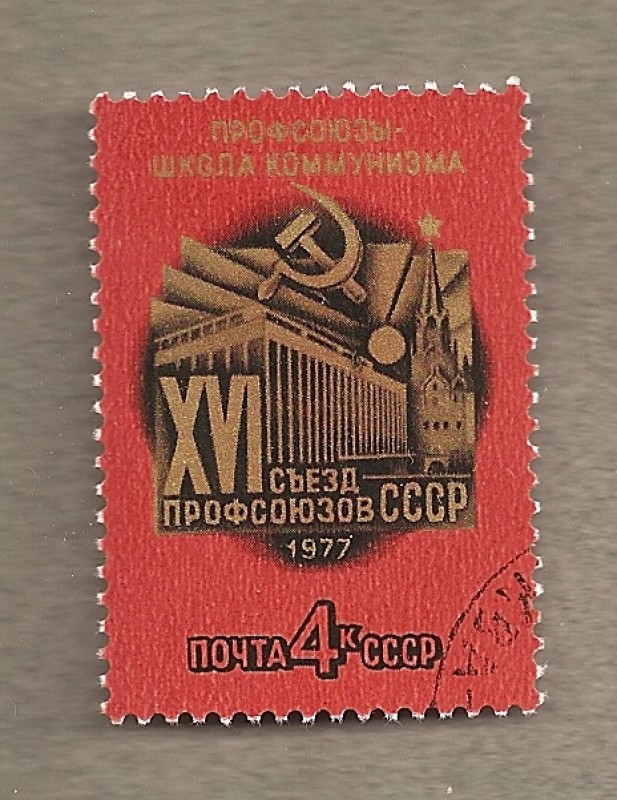 ПРОФСОЮЗЫ-
ШКОЛА КОММУНИЗМА
XVI
СЪЕЗД
ПРОФСОЮЗОВ СССР
1977
ПОЧТА 4К СССР